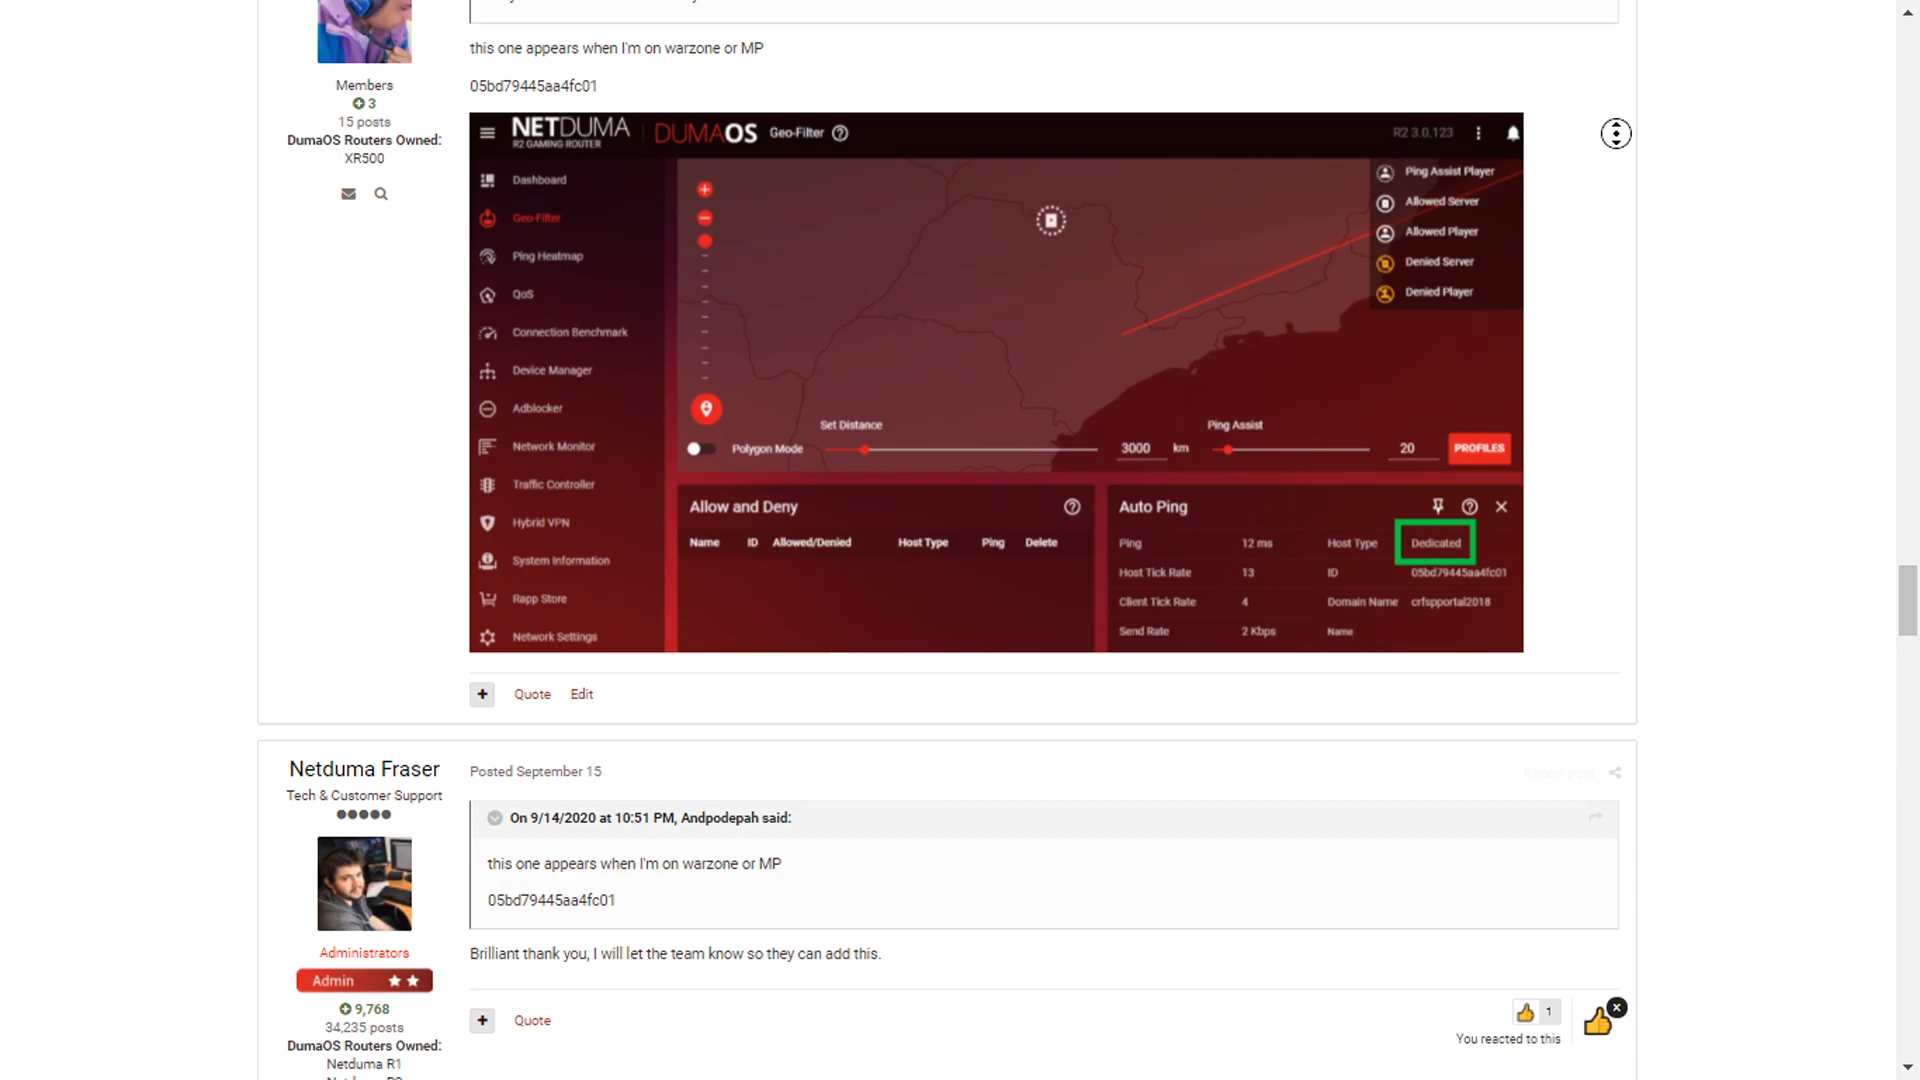 this one appears when I'm on warzone or MP
05bd79445aa4fc01
Members
3
15 posts
DumaOS Routers Owned:
XR500
NETDUMA
R2 GAMING ROUTER
DUMAOS Geo-Filter
R2 3.0.123
Dashboard
Geo-Filter
Ping Heatmap
QoS
Connection Benchmark
Device Manager
Adblocker
Network Monitor
Traffic Controller
Hybrid VPN
System Information
Rapp Store
Network Settings
Ping Assist Player
Allowed Server
Allowed Player
Denied Server
Denied Player
Polygon Mode
Set Distance
3000 km
Ping Assist
20
PROFILES
Allow and Deny
Name ID Allowed/Denied Host Type Ping Delete
Auto Ping
Ping 12 ms Host Type Dedicated
Host Tick Rate 13 ID 05bd79445aa4fc01
Client Tick Rate 4 Domain Name crfspportal2018
Send Rate 2 Kbps Name
+ Quote Edit
Netduma Fraser
Tech & Customer Support
Administrators
Admin
9,768
34,235 posts
DumaOS Routers Owned:
Netduma R1
Posted September 15
Report post
On 9/14/2020 at 10:51 PM, Andpodepah said:
this one appears when I'm on warzone or MP
05bd79445aa4fc01
Brilliant thank you, I will let the team know so they can add this.
+ Quote
1
You reacted to this